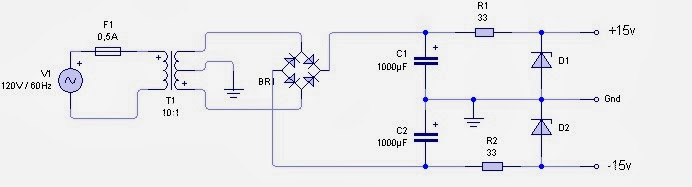 F1
0,5A
V1
120V / 60Hz
T1
10:1
BR1
C1
1000µF
C2
1000µF
R1
33
R2
33
D1
D2
+15v
Gnd
-15v